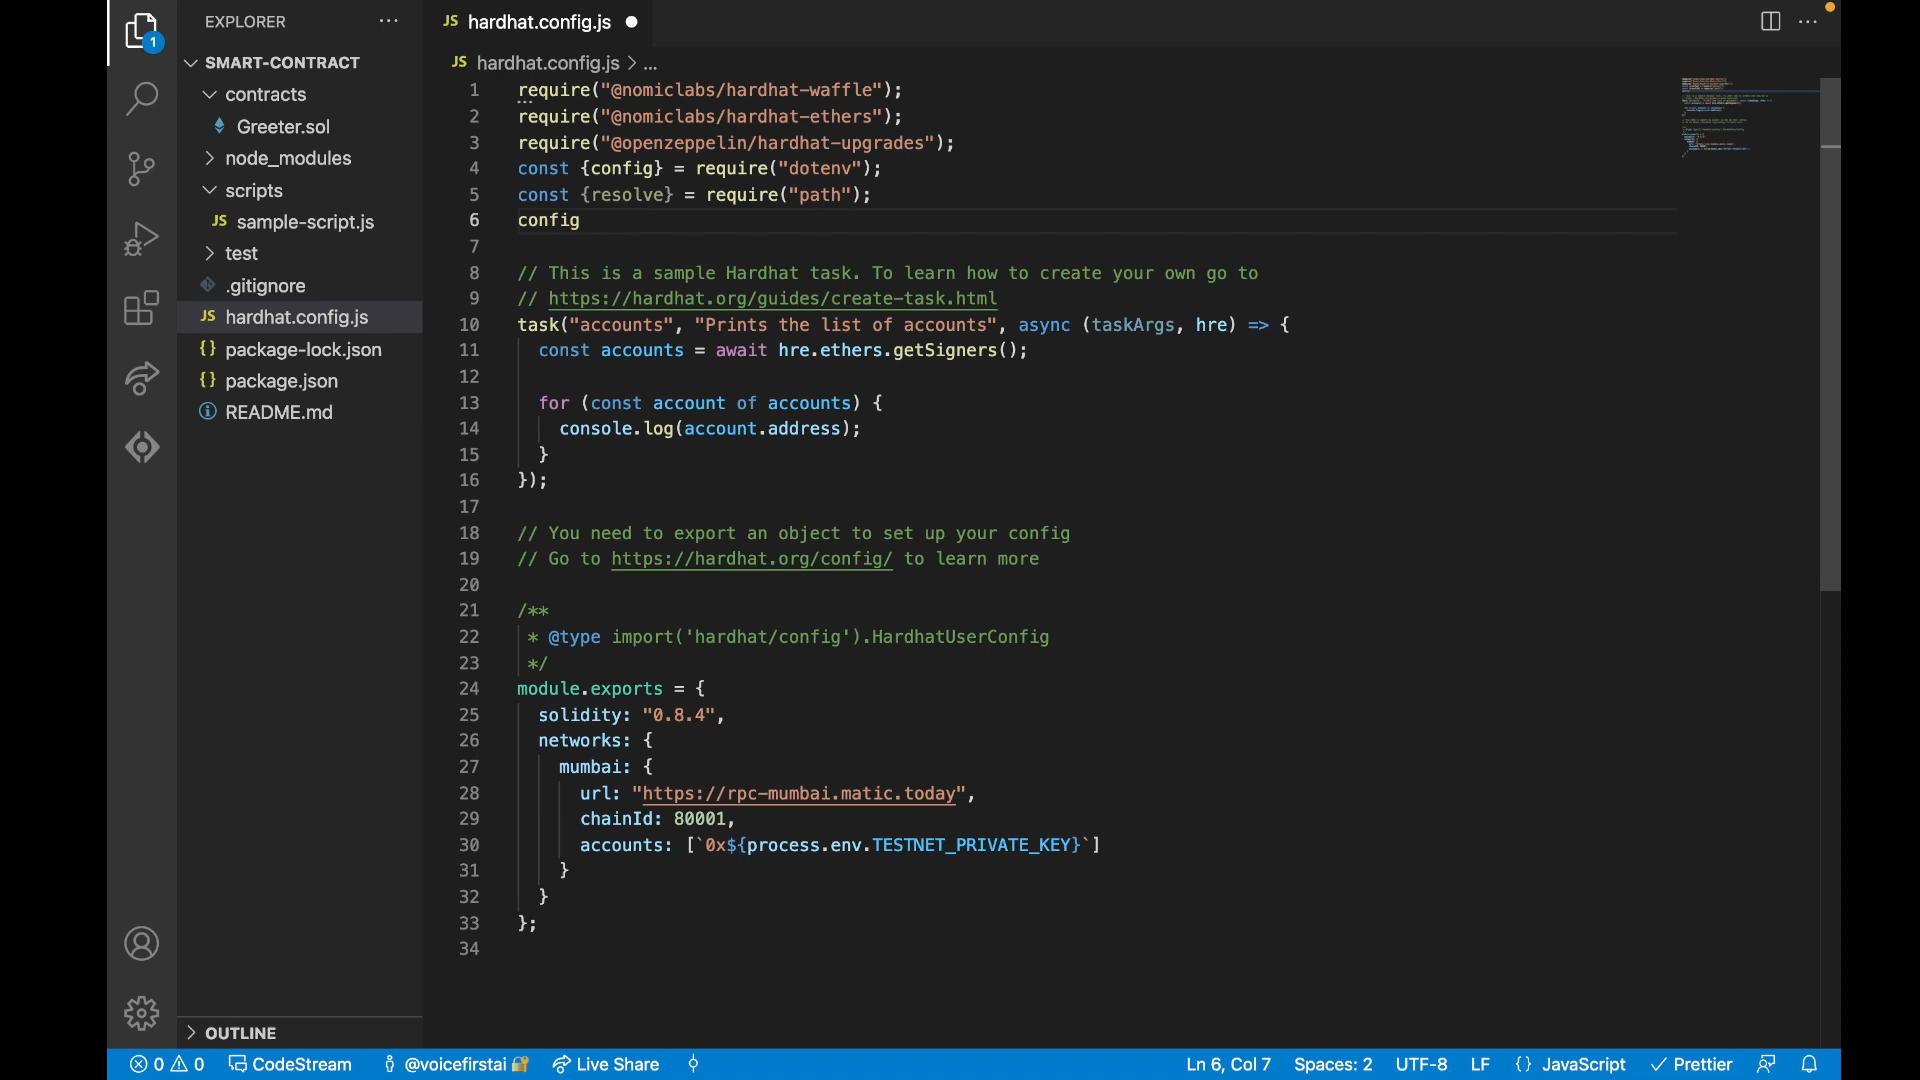 EXPLORER
1
SMART-CONTRACT
contracts
Greeter.sol
node_modules
scripts
JS sample-script.js
test
.gitignore
JS hardhat.config.js
{} package-lock.json
{} package.json
README.md
OUTLINE
JS hardhat.config.js
JS hardhat.config.js > ...
1 require("@nomiclabs/hardhat-waffle");
2 require("@nomiclabs/hardhat-ethers");
3 require("@openzeppelin/hardhat-upgrades");
4 const {config} = require("dotenv");
5 const {resolve} = require("path");
6 config
7
8 // This is a sample Hardhat task. To learn how to create your own go to
9 // https://hardhat.org/guides/create-task.html
10 task("accounts", "Prints the list of accounts", async (taskArgs, hre) => {
11 const accounts = await hre.ethers.getSigners();
12
13 for (const account of accounts) {
14 console.log(account.address);
15 }
16 });
17
18 // You need to export an object to set up your config
19 // Go to https://hardhat.org/config/ to learn more
20
21 /**
22 * @type import('hardhat/config').HardhatUserConfig
23 */
24 module.exports = {
25 solidity: "0.8.4",
26 networks: {
27 mumbai: {
28 url: "https://rpc-mumbai.matic.today",
29 chainId: 80001,
30 accounts: [`0x${process.env.TESTNET_PRIVATE_KEY}`]
31 }
32 }
33 };
34
0 0 CodeStream @voicefirstai Live Share Ln 6, Col 7 Spaces: 2 UTF-8 LF {} JavaScript Prettier